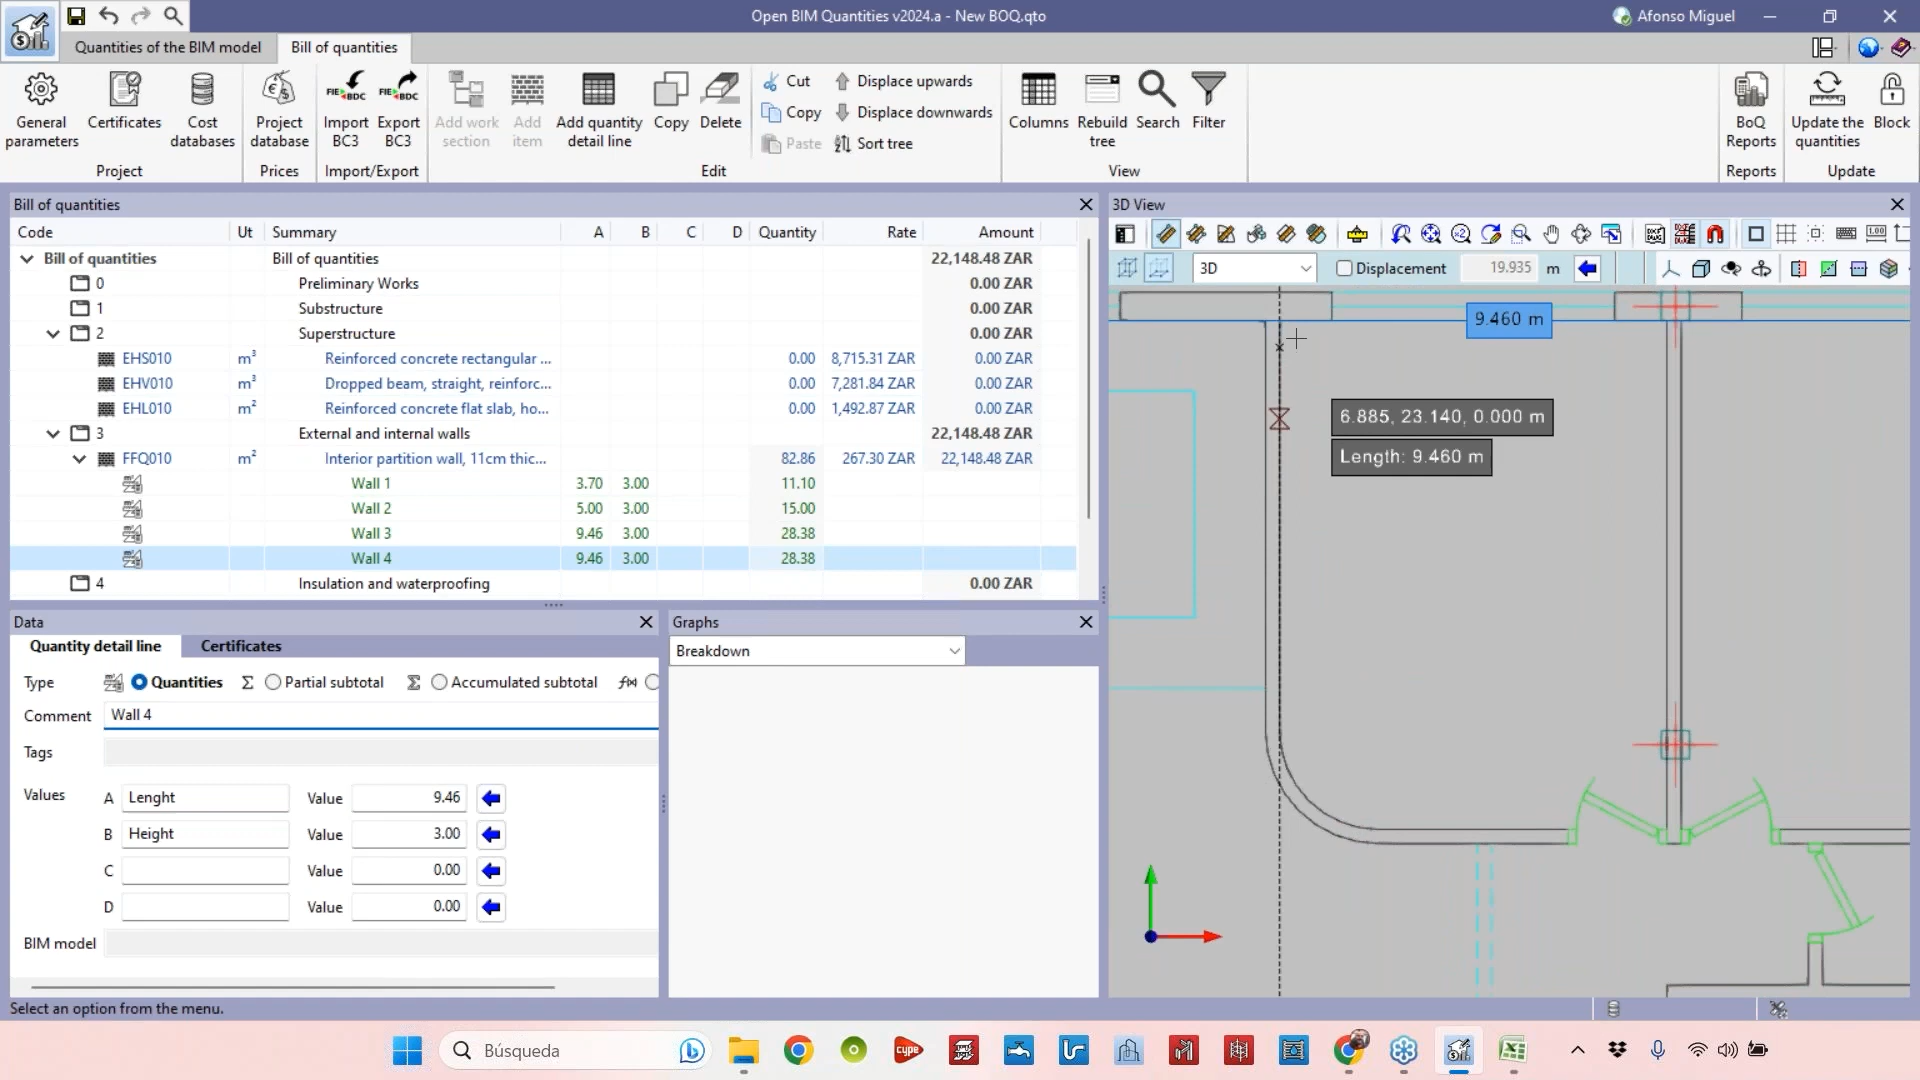 Open BIM Quantities v2024.a - New BOQ.qto
Afonso Miguel
Quantities of the BIM model
Bill of quantities
General parameters
Certificates
Cost databases
Project
Project database
Prices
FIE BDC
Import BC3
FIE BDC
Export BC3
Import/Export
Add work section
Add item
Add quantity detail line
Copy
Delete
Cut
Copy
Paste
Displace upwards
Displace downwards
Sort tree
Edit
Columns
Rebuild tree
Search
Filter
View
BoQ Reports
Reports
Update the quantities
Block
Update
Bill of quantities
Code Ut Summary A B C D Quantity Rate Amount
Bill of quantities Bill of quantities 22,148.48 ZAR
0 Preliminary Works 0.00 ZAR
1 Substructure 0.00 ZAR
2 Superstructure 0.00 ZAR
EHS010 m³ Reinforced concrete rectangular ... 0.00 8,715.31 ZAR 0.00 ZAR
EHV010 m³ Dropped beam, straight, reinforc... 0.00 7,281.84 ZAR 0.00 ZAR
EHL010 m² Reinforced concrete flat slab, ho... 0.00 1,492.87 ZAR 0.00 ZAR
3 External and internal walls 22,148.48 ZAR
FFQ010 m² Interior partition wall, 11cm thic... 82.86 267.30 ZAR 22,148.48 ZAR
Wall 1 3.70 3.00 11.10
Wall 2 5.00 3.00 15.00
Wall 3 9.46 3.00 28.38
Wall 4 9.46 3.00 28.38
4 Insulation and waterproofing 0.00 ZAR
3D View
3D
Displacement 19.935 m
9.460 m
6.885, 23.140, 0.000 m
Length: 9.460 m
Data
Quantity detail line Certificates
Type Quantities Partial subtotal Accumulated subtotal
Comment Wall 4
Tags
Values A Lenght Value 9.46
B Height Value 3.00
C Value 0.00
D Value 0.00
BIM model
Graphs
Breakdown
Select an option from the menu.
Búsqueda
cype